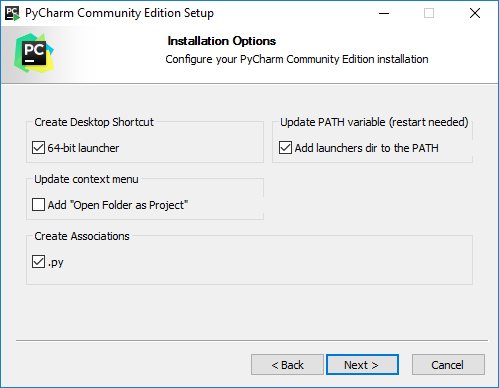 PyCharm Community Edition Setup
PC
Installation Options
Configure your PyCharm Community Edition installation
Create Desktop Shortcut
64-bit launcher
Update PATH variable (restart needed)
Add launchers dir to the PATH
Update context menu
Add "Open Folder as Project"
Create Associations
.py
< Back
Next >
Cancel